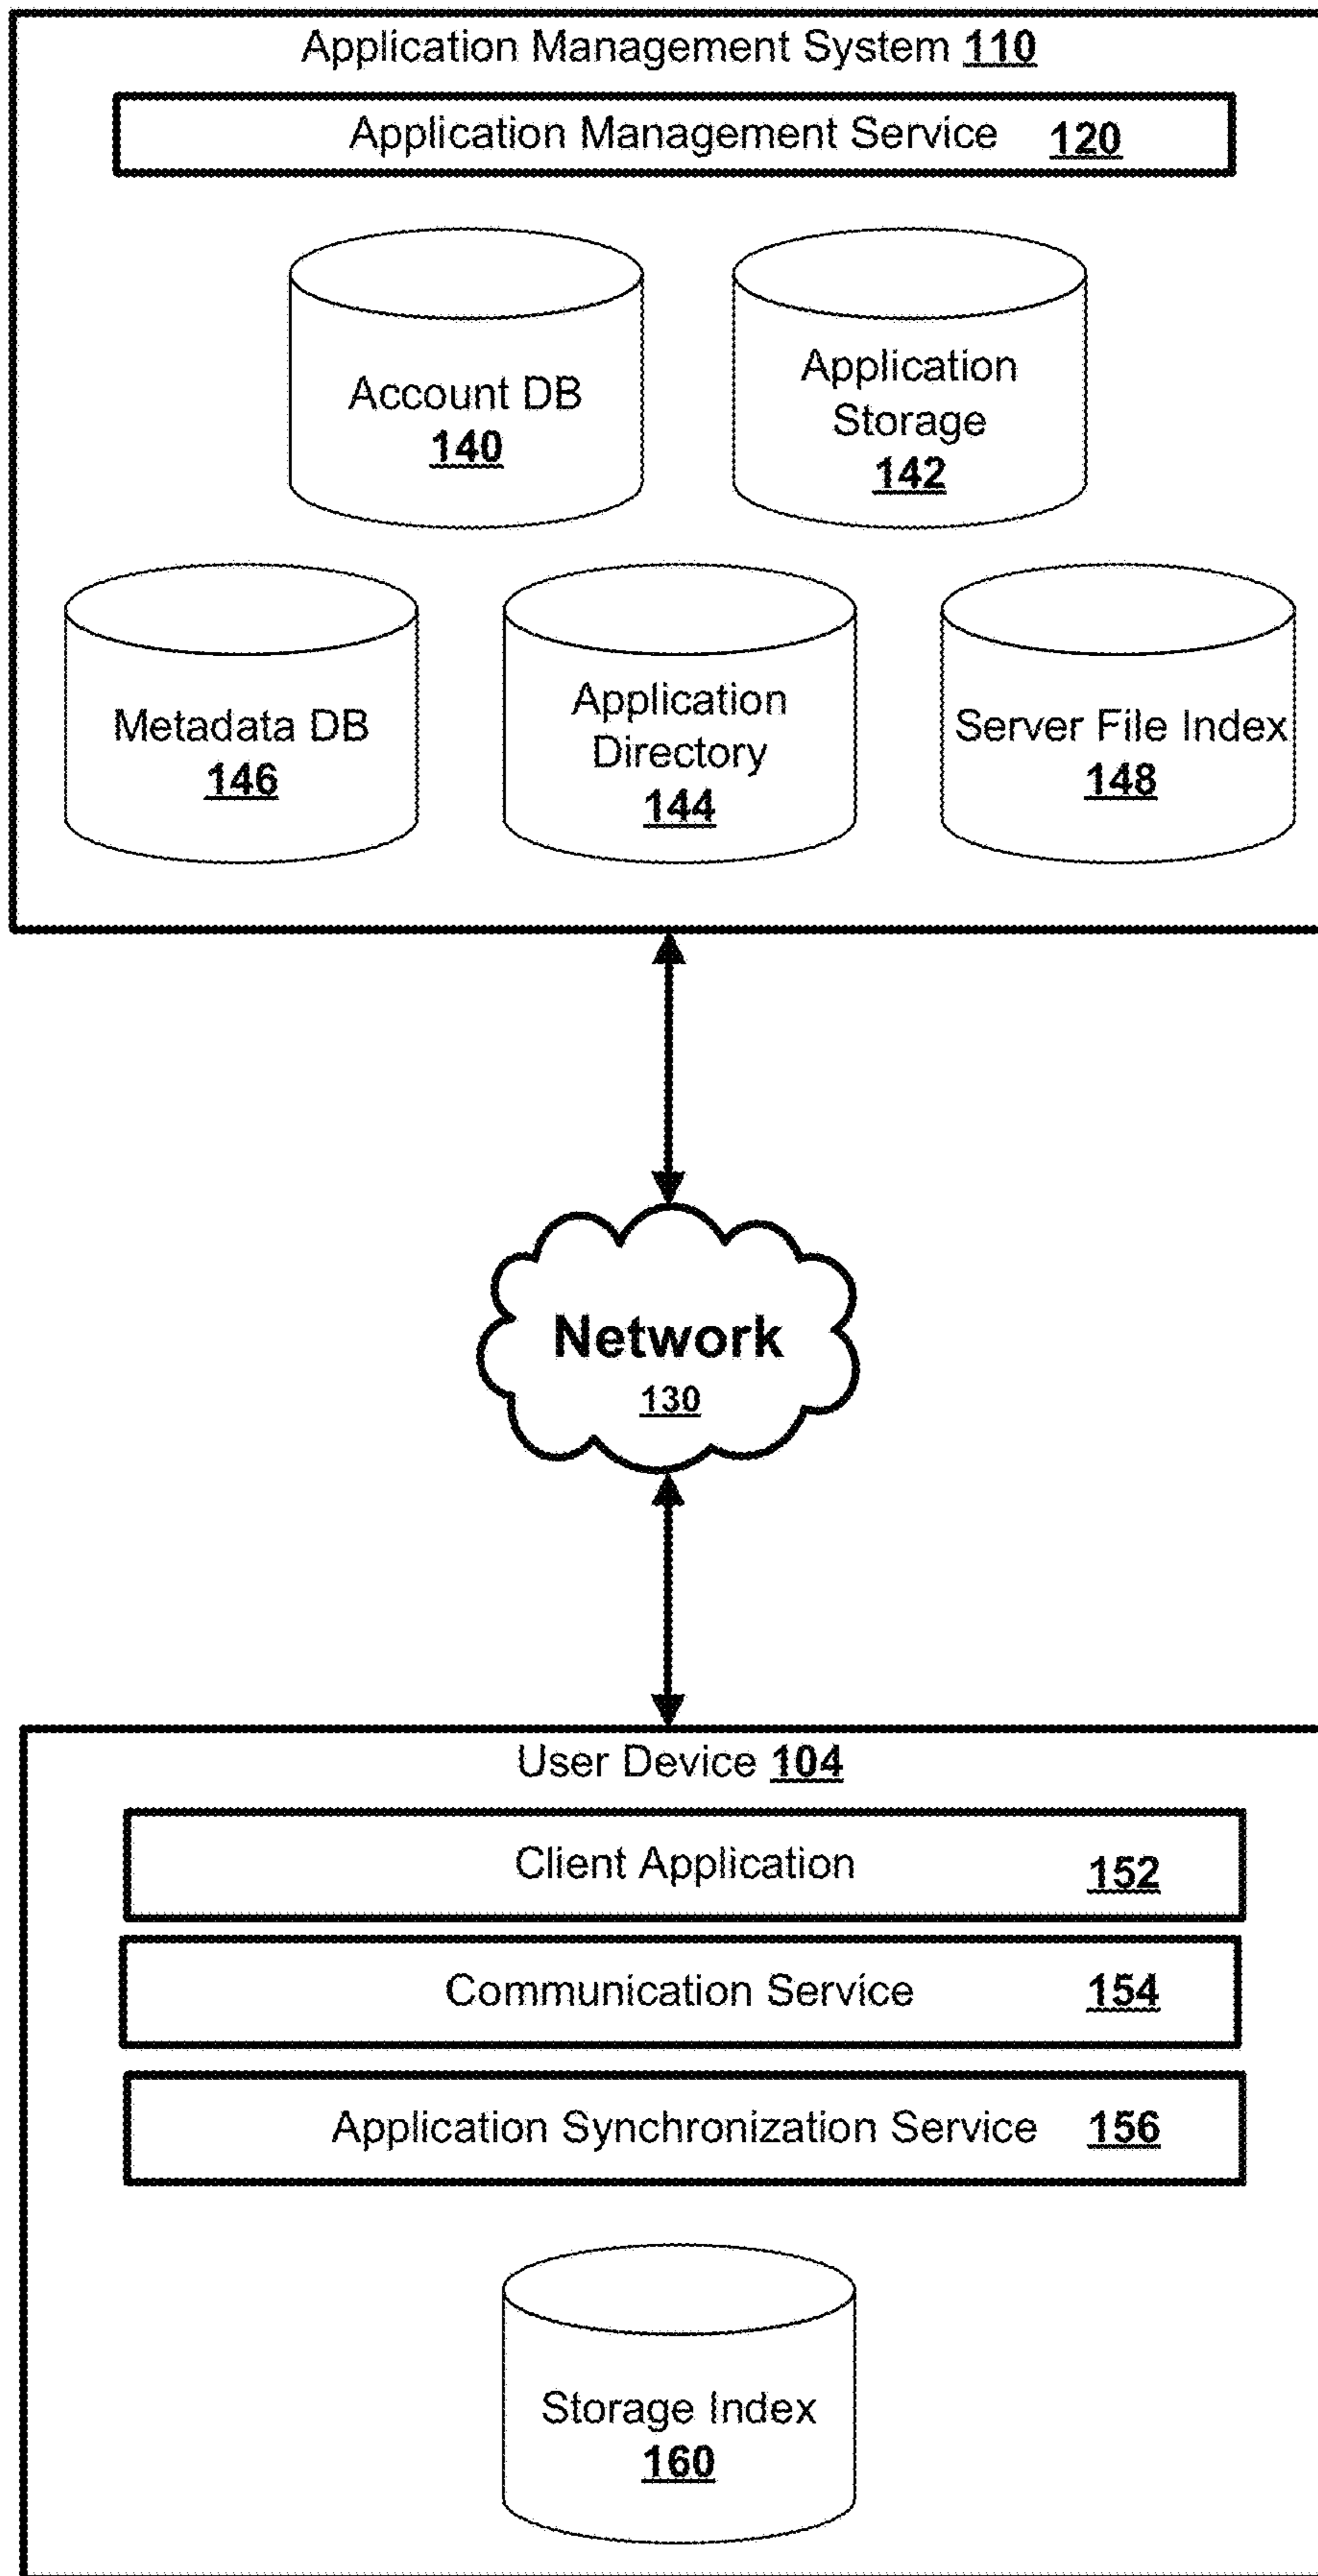 Application Management System 110
Application Management Service 120
Account DB
140
Application
Storage
142
Metadata DB
146
Application
Directory
144
Server File Index
148
Network
130
User Device 104
Client Application 152
Communication Service 154
Application Synchronization Service 156
Storage Index
160